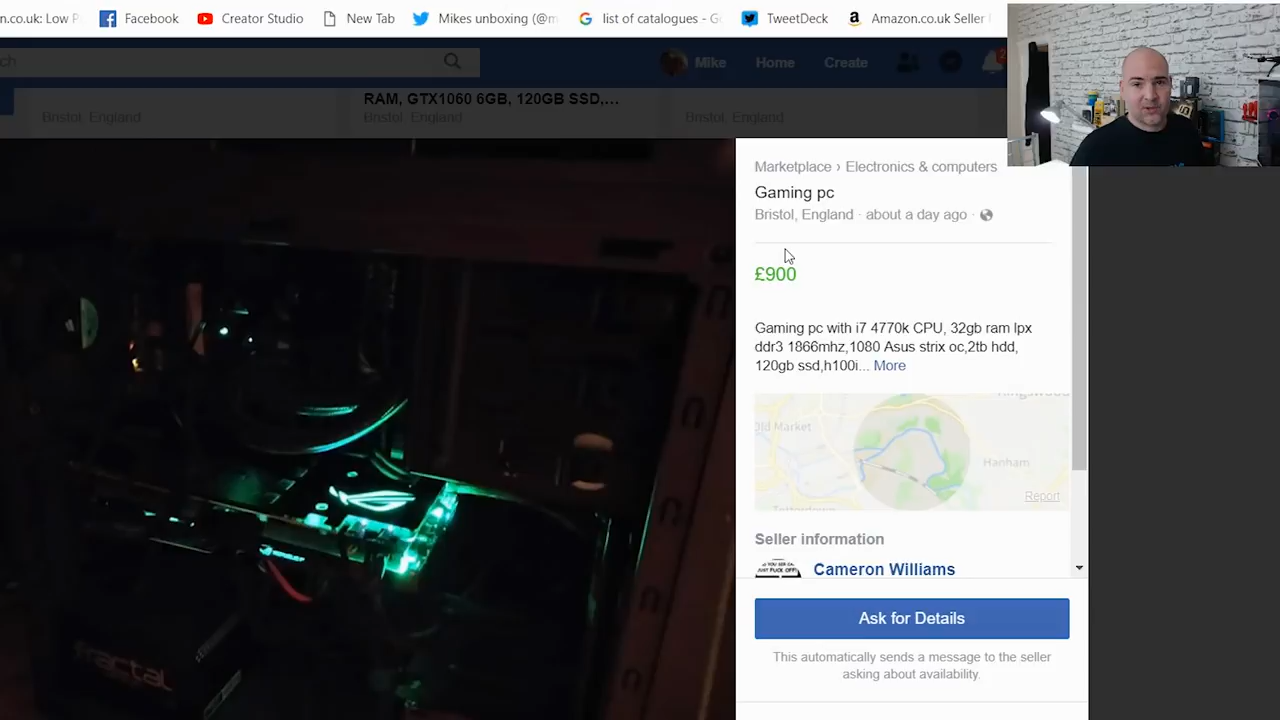 n.co.uk: Low P
Facebook
Creator Studio
New Tab
Mikes unboxing (@m
list of catalogues - G
TweetDeck
Amazon.co.uk Seller
ch
Mike
Home
Create
2
RAM, GTX1060 6GB, 120GB SSD,...
Bristol, England
Bristol, England
Bristol, England
Marketplace › Electronics & computers
Gaming pc
Bristol, England · about a day ago ·
£900
Gaming pc with i7 4770k CPU, 32gb ram lpx
ddr3 1866mhz,1080 Asus strix oc,2tb hdd,
120gb ssd,h100i... More
Old Market
Hanham
Report
Seller information
Cameron Williams
Ask for Details
This automatically sends a message to the seller
asking about availability.
fractal